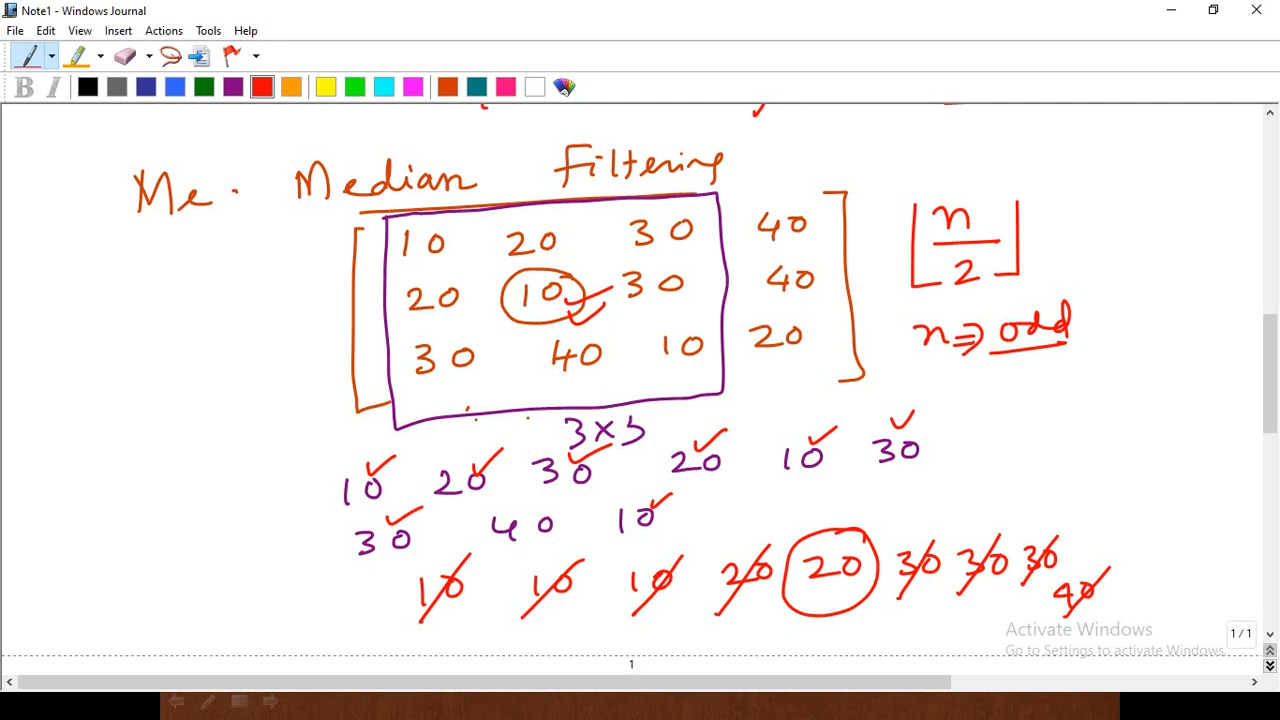 Note1 - Windows Journal
File Edit View Insert Actions Tools Help
B I
Me. Median Filtering
10 20 30 40
20 10 30 40
30 40 10 20
n
2
n ⇒ odd
3×3
10 20 30 20 10 30
30 40 10
10 10 10 20 20 30 30 30 40
Activate Windows
Go to Settings to activate Windows.
1 / 1
1